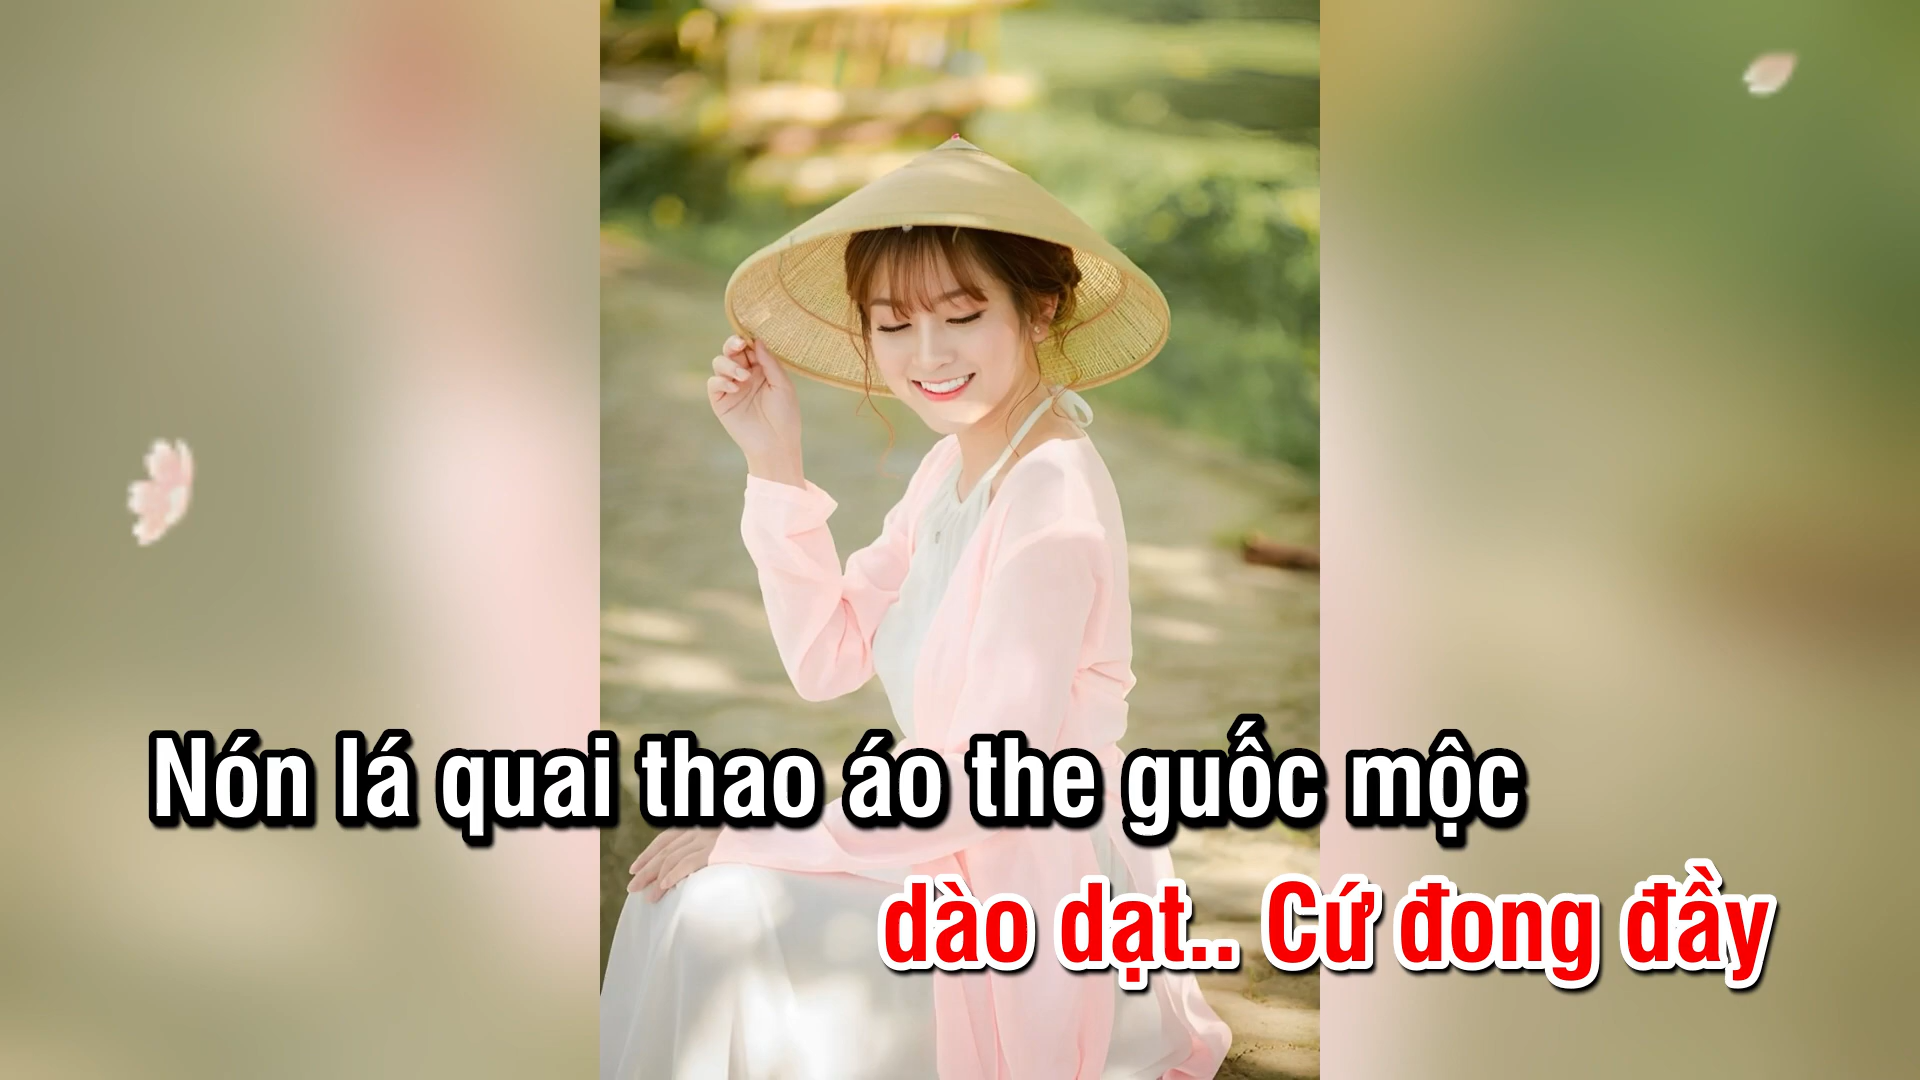 Nón lá quai thao áo the guốc mộc
dào dạt.. Cứ đong đầy